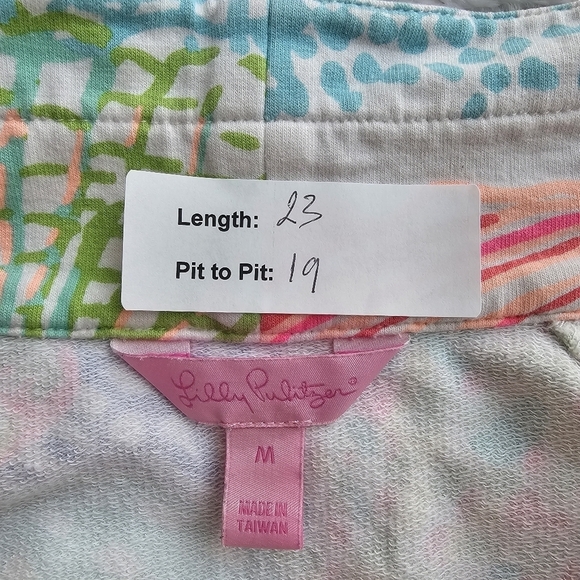 Length: 23
Pit to Pit: 19
Lilly Pulitzer®
M
MADE IN
TAIWAN